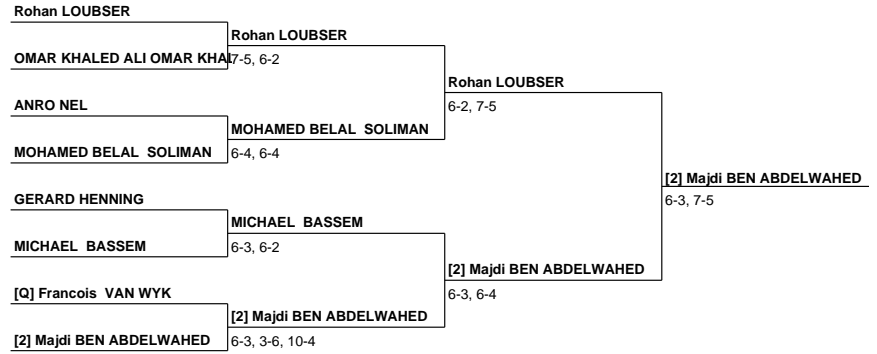 Rohan LOUBSER
Rohan LOUBSER
OMAR KHALED ALI OMAR KHAL
7-5, 6-2
Rohan LOUBSER
6-2, 7-5
ANRO NEL
MOHAMED BELAL SOLIMAN
MOHAMED BELAL SOLIMAN
6-4, 6-4
[2] Majdi BEN ABDELWAHED
6-3, 7-5
GERARD HENNING
MICHAEL BASSEM
MICHAEL BASSEM
6-3, 6-2
[2] Majdi BEN ABDELWAHED
6-3, 6-4
[Q] Francois VAN WYK
[2] Majdi BEN ABDELWAHED
[2] Majdi BEN ABDELWAHED
6-3, 3-6, 10-4